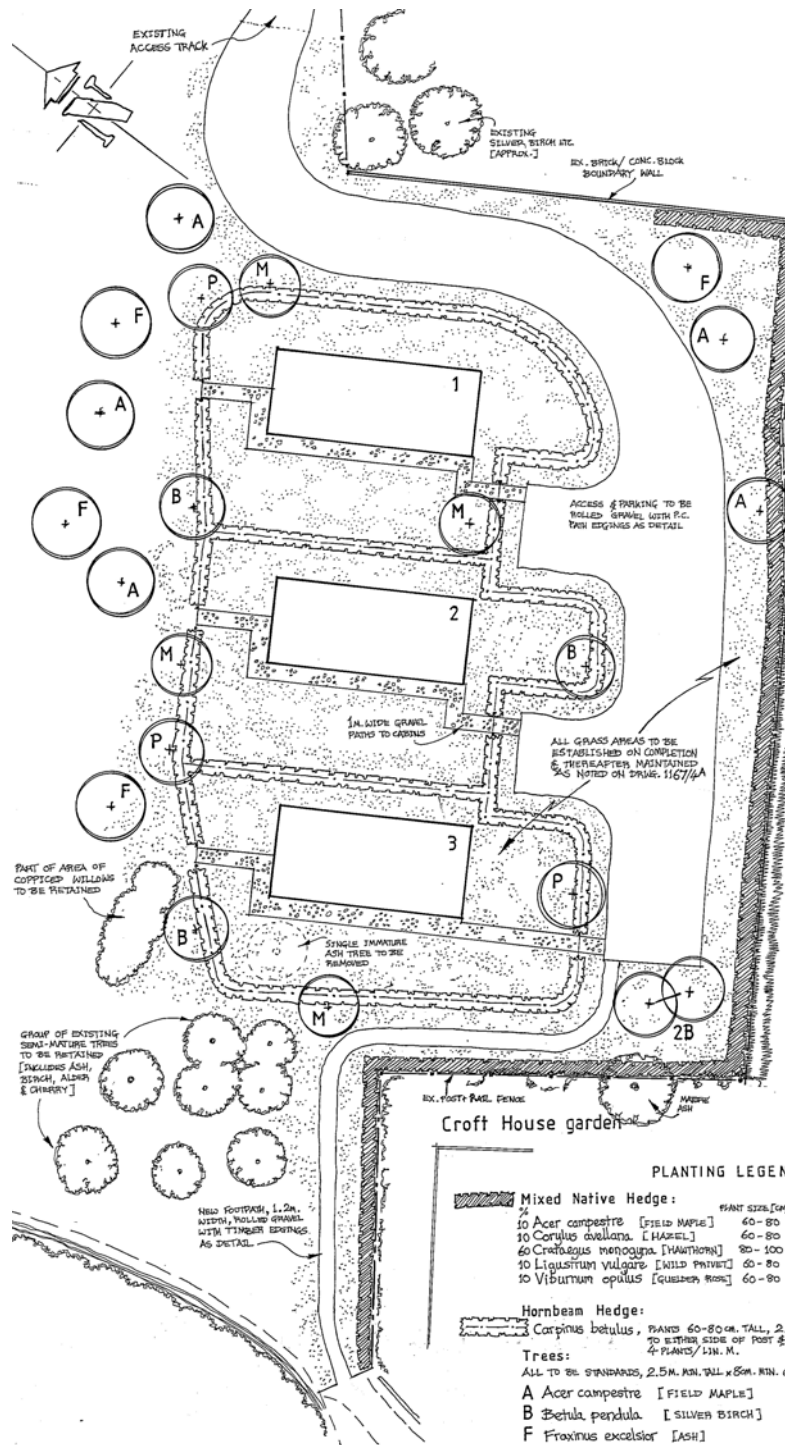 EXISTING
ACCESS TRACK
EXISTING
SILVER BIRCH ETC.
[APPROX.]
EX. BRICK/ CONC. BLOCK
BOUNDARY WALL
A
M
P
F
F
A
1
A
B
M
F
A
ACCESS & PARKING TO BE
ROLLED GRAVEL WITH P.C.
PATH EDGINGS AS DETAIL
A
2
M
B
1M. WIDE GRAVEL
PATHS TO CABINS
ALL GRASS AREAS TO BE
ESTABLISHED ON COMPLETION
& THEREAFTER MAINTAINED
AS NOTED ON DRWG. 1167/4A
P
F
3
PART OF AREA OF
COPPICED WILLOWS
TO BE RETAINED
P
B
SINGLE IMMATURE
ASH TREE TO BE
REMOVED
M
2B
GROUP OF EXISTING
SEMI-MATURE TREES
TO BE RETAINED
[INCLUDES ASH,
BIRCH, ALDER
& CHERRY]
EX. POST & RAIL FENCE
MATURE
ASH
Croft House garden
NEW FOOTPATH, 1.2M.
WIDTH, ROLLED GRAVEL
WITH TIMBER EDGINGS
AS DETAIL
PLANTING LEGEN
Mixed Native Hedge:
% PLANT SIZE [CM
10 Acer campestre [FIELD MAPLE] 60-80
10 Corylus avellana [HAZEL] 60-80
60 Crataegus monogyna [HAWTHORN] 80-100
10 Ligustrum vulgare [WILD PRIVET] 60-80
10 Viburnum opulus [GUELDER ROSE] 60-80
Hornbeam Hedge:
Carpinus betulus, PLANTS 60-80CM. TALL, 2
TO EITHER SIDE OF POST &
4 PLANTS/LIN. M.
Trees:
ALL TO BE STANDARDS, 2.5M. MIN. TALL x 8CM. MIN.
A Acer campestre [FIELD MAPLE]
B Betula pendula [SILVER BIRCH]
F Fraxinus excelsior [ASH]